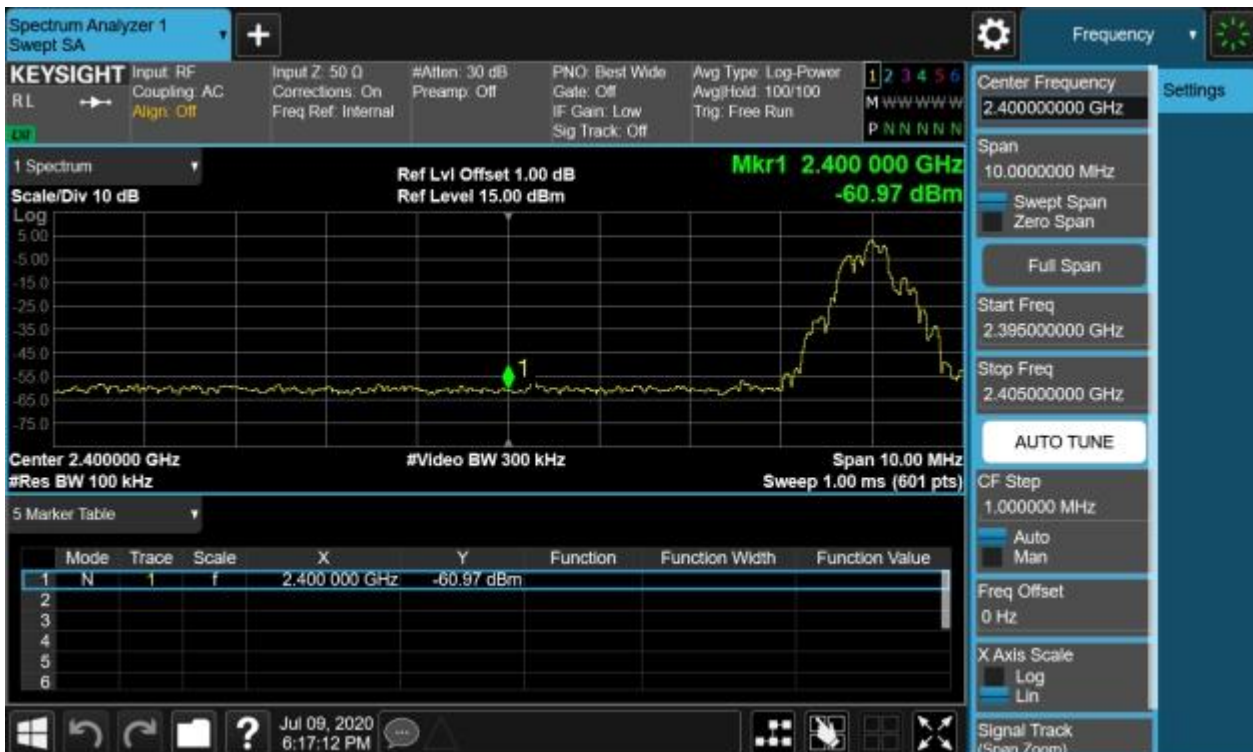 Spectrum Analyzer 1
Swept SA
+
Frequency
KEYSIGHT
RL
Input: RF
Coupling: AC
Align: Off
Input Z: 50 Ω
Corrections: On
Freq Ref: Internal
#Atten: 30 dB
Preamp: Off
PNO: Best Wide
Gate: Off
IF Gain: Low
Sig Track: Off
Avg Type: Log-Power
Avg|Hold: 100/100
Trig: Free Run
1 2 3 4 5 6
M W W W W W
P N N N N N
1 Spectrum
Scale/Div 10 dB
Ref Lvl Offset 1.00 dB
Ref Level 15.00 dBm
Mkr1 2.400 000 GHz
-60.97 dBm
Log
5.00
-5.00
-15.0
-25.0
-35.0
-45.0
-55.0
-65.0
-75.0
1
Center 2.400000 GHz
#Video BW 300 kHz
Span 10.00 MHz
#Res BW 100 kHz
Sweep 1.00 ms (601 pts)
5 Marker Table
Mode Trace Scale X Y Function Function Width Function Value
1 N 1 f 2.400 000 GHz -60.97 dBm
2
3
4
5
6
?
Jul 09, 2020
6:17:12 PM
Center Frequency
2.400000000 GHz
Settings
Span
10.0000000 MHz
Swept Span
Zero Span
Full Span
Start Freq
2.395000000 GHz
Stop Freq
2.405000000 GHz
AUTO TUNE
CF Step
1.000000 MHz
Auto
Man
Freq Offset
0 Hz
X Axis Scale
Log
Lin
Signal Track
(Span Zoom)